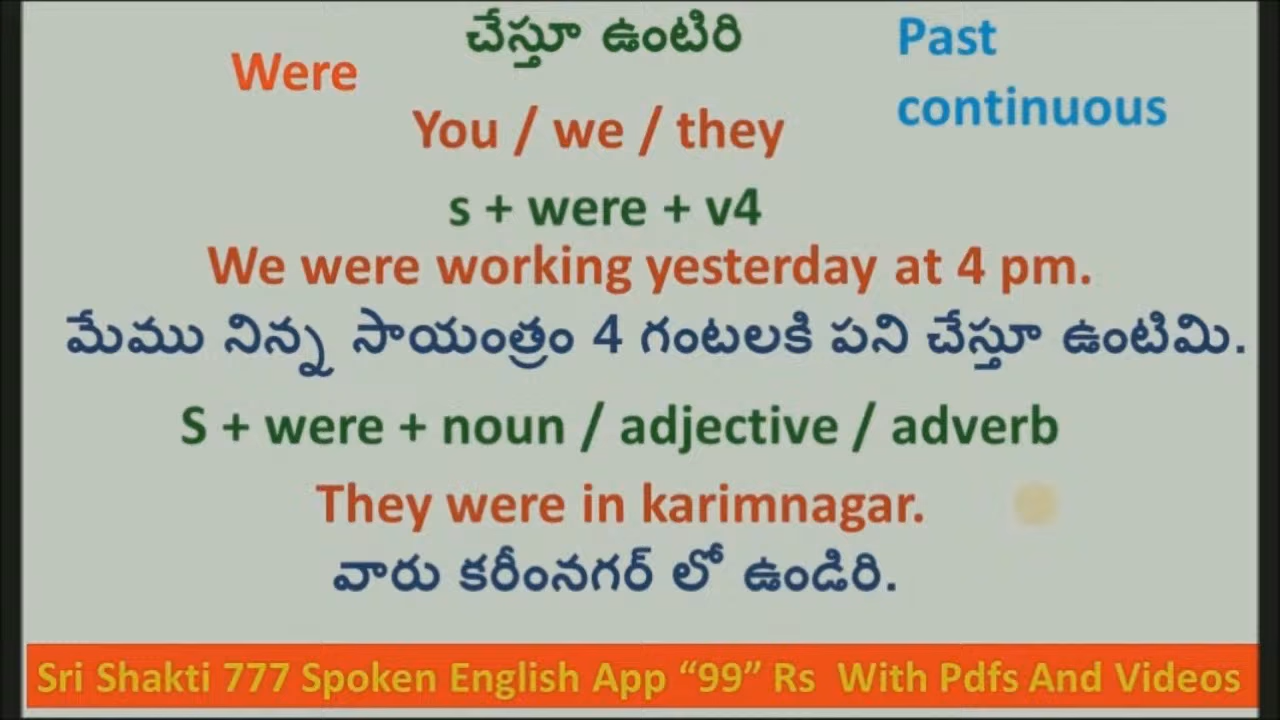 చేస్తూ ఉంటిరి
Were
Past
continuous
You / we / they
s + were + v4
We were working yesterday at 4 pm.
మేము నిన్న సాయంత్రం 4 గంటలకి పని చేస్తూ ఉంటిమి.
S + were + noun / adjective / adverb
They were in karimnagar.
వారు కరీంనగర్ లో ఉండిరి.
Sri Shakti 777 Spoken English App “99” Rs With Pdfs And Videos